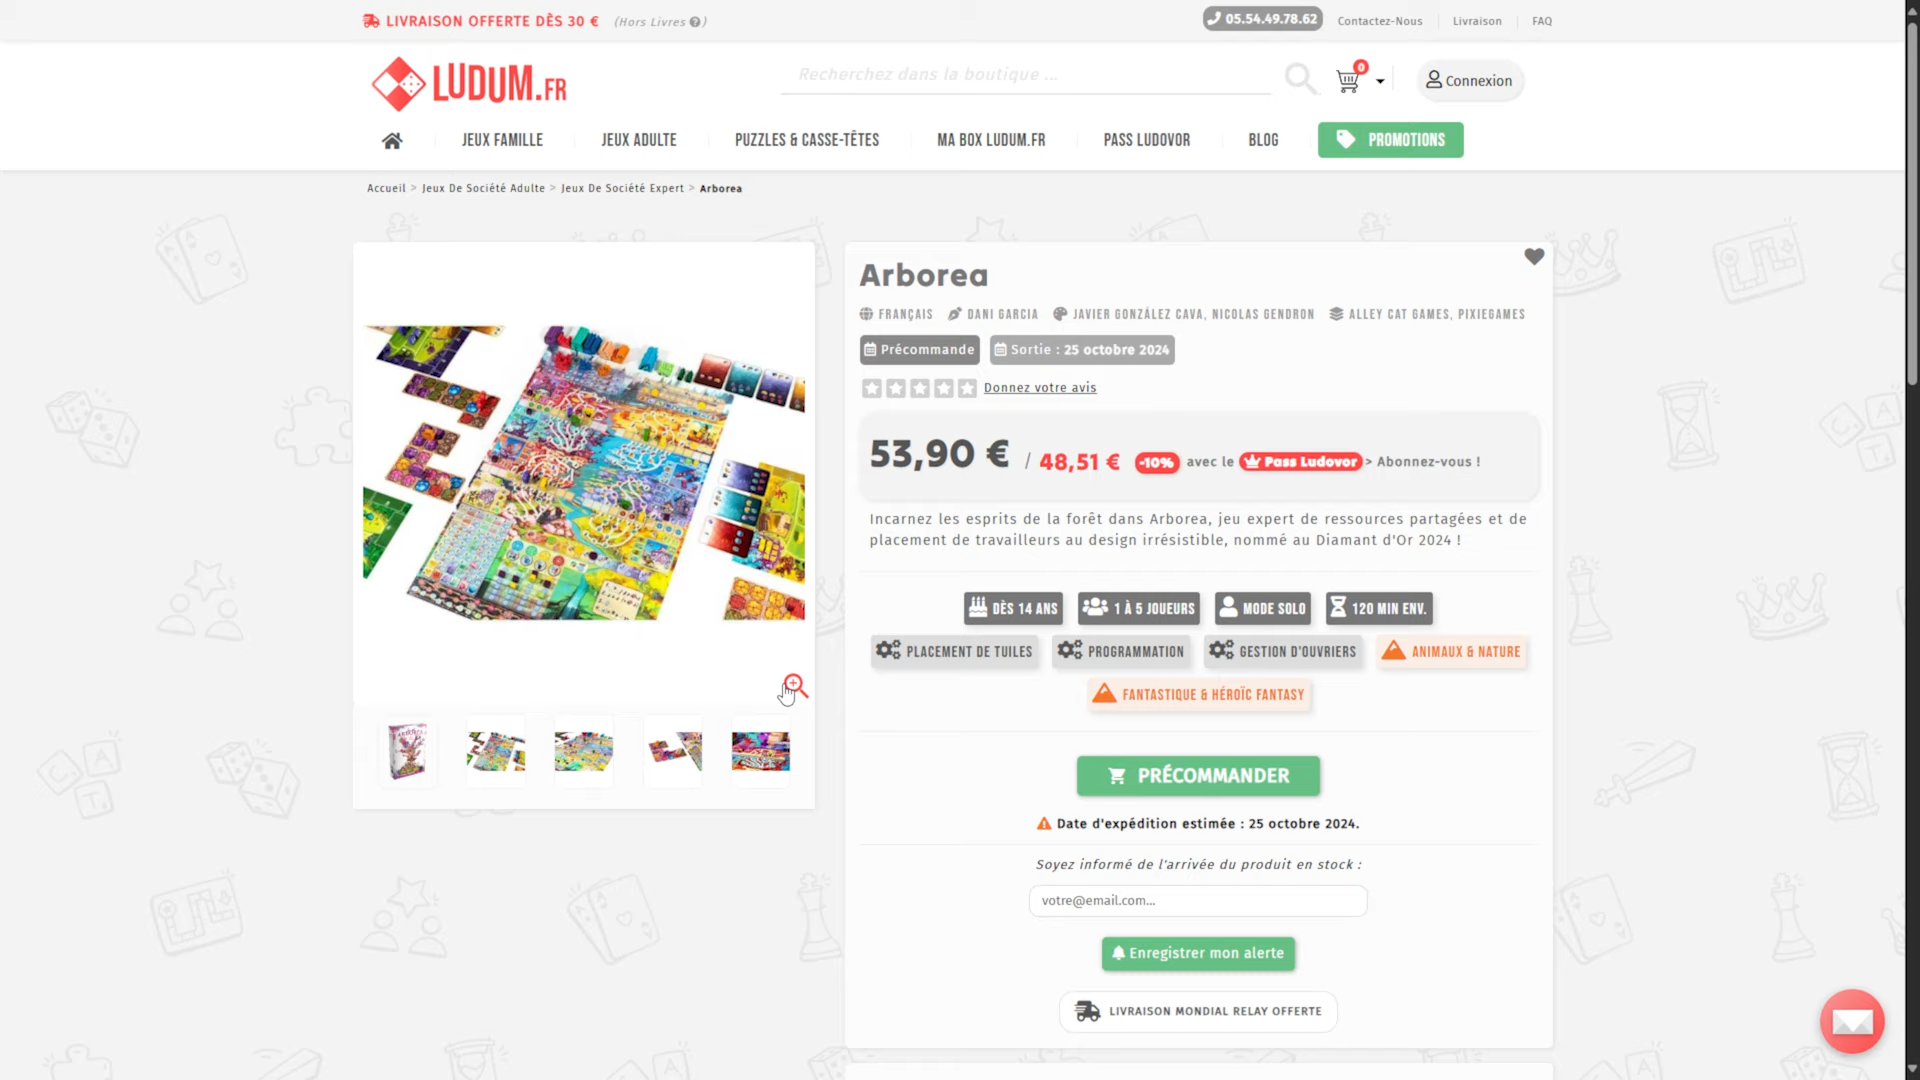 LIVRAISON OFFERTE DÈS 30 € (Hors Livres)
05.54.49.78.62 Contactez-Nous Livraison FAQ
LUDUM.FR
Recherchez dans la boutique ...
0
Connexion
JEUX FAMILLE JEUX ADULTE PUZZLES & CASSE-TÊTES MA BOX LUDUM.FR PASS LUDOVOR BLOG PROMOTIONS
Accueil > Jeux De Société Adulte > Jeux De Société Expert > Arborea
Arborea
FRANÇAIS DANI GARCIA JAVIER GONZÁLEZ CAVA, NICOLAS GENDRON ALLEY CAT GAMES, PIXIEGAMES
Précommande Sortie : 25 octobre 2024
Donnez votre avis
53,90 € / 48,51 € -10% avec le Pass Ludovor > Abonnez-vous !
Incarnez les esprits de la forêt dans Arborea, jeu expert de ressources partagées et de
placement de travailleurs au design irrésistible, nommé au Diamant d'Or 2024 !
DÈS 14 ANS 1 À 5 JOUEURS MODE SOLO 120 MIN ENV.
PLACEMENT DE TUILES PROGRAMMATION GESTION D'OUVRIERS ANIMAUX & NATURE
FANTASTIQUE & HÉROÏC FANTASY
PRÉCOMMANDER
Date d'expédition estimée : 25 octobre 2024.
Soyez informé de l'arrivée du produit en stock :
votre@email.com...
Enregistrer mon alerte
LIVRAISON MONDIAL RELAY OFFERTE